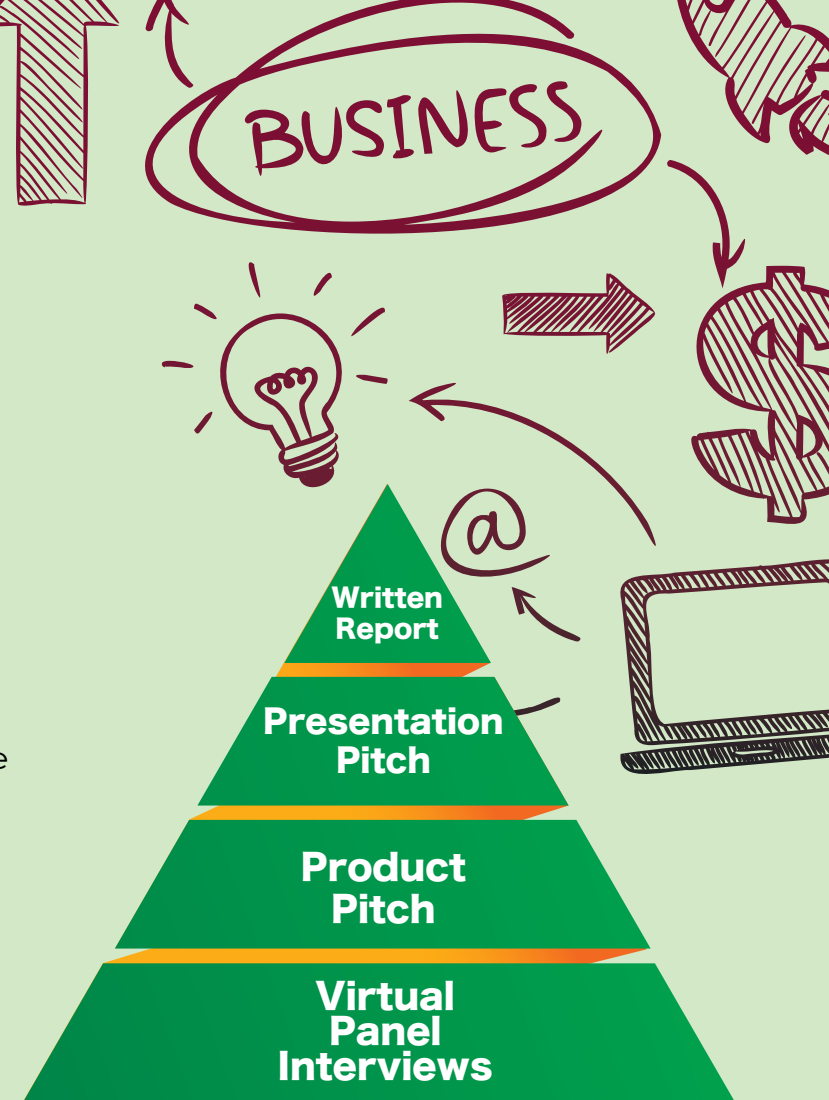 BUSINESS
@
Written
Report
Presentation
Pitch
e
Product
Pitch
Virtual
Panel
Interviews